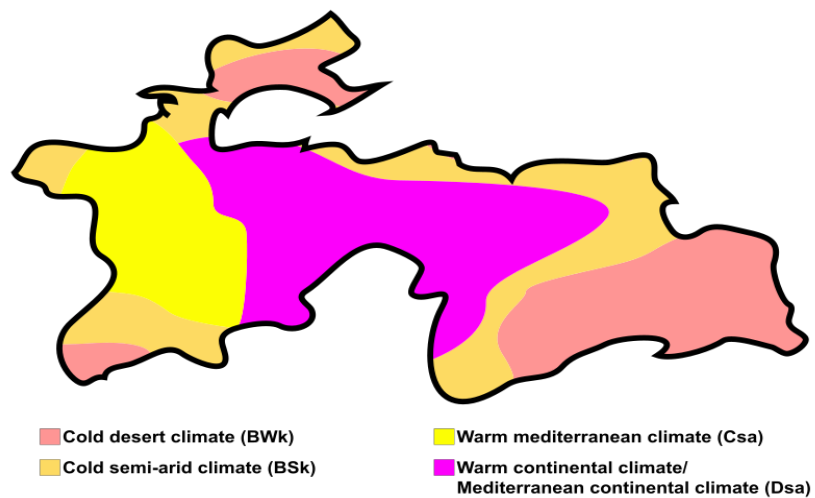 Cold desert climate (BWk)
Cold semi-arid climate (BSk)
Warm mediterranean climate (Csa)
Warm continental climate/
Mediterranean continental climate (Dsa)